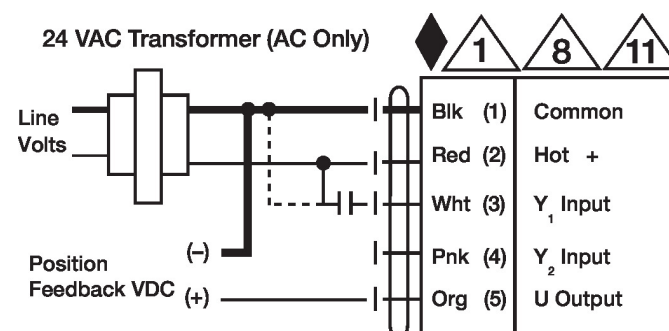 24 VAC Transformer (AC Only)
1
8
11
Line
Volts
Blk (1) Common
Red (2) Hot +
Wht (3) Y1 Input
Pnk (4) Y2 Input
Org (5) U Output
Position
Feedback VDC
(–)
(+)